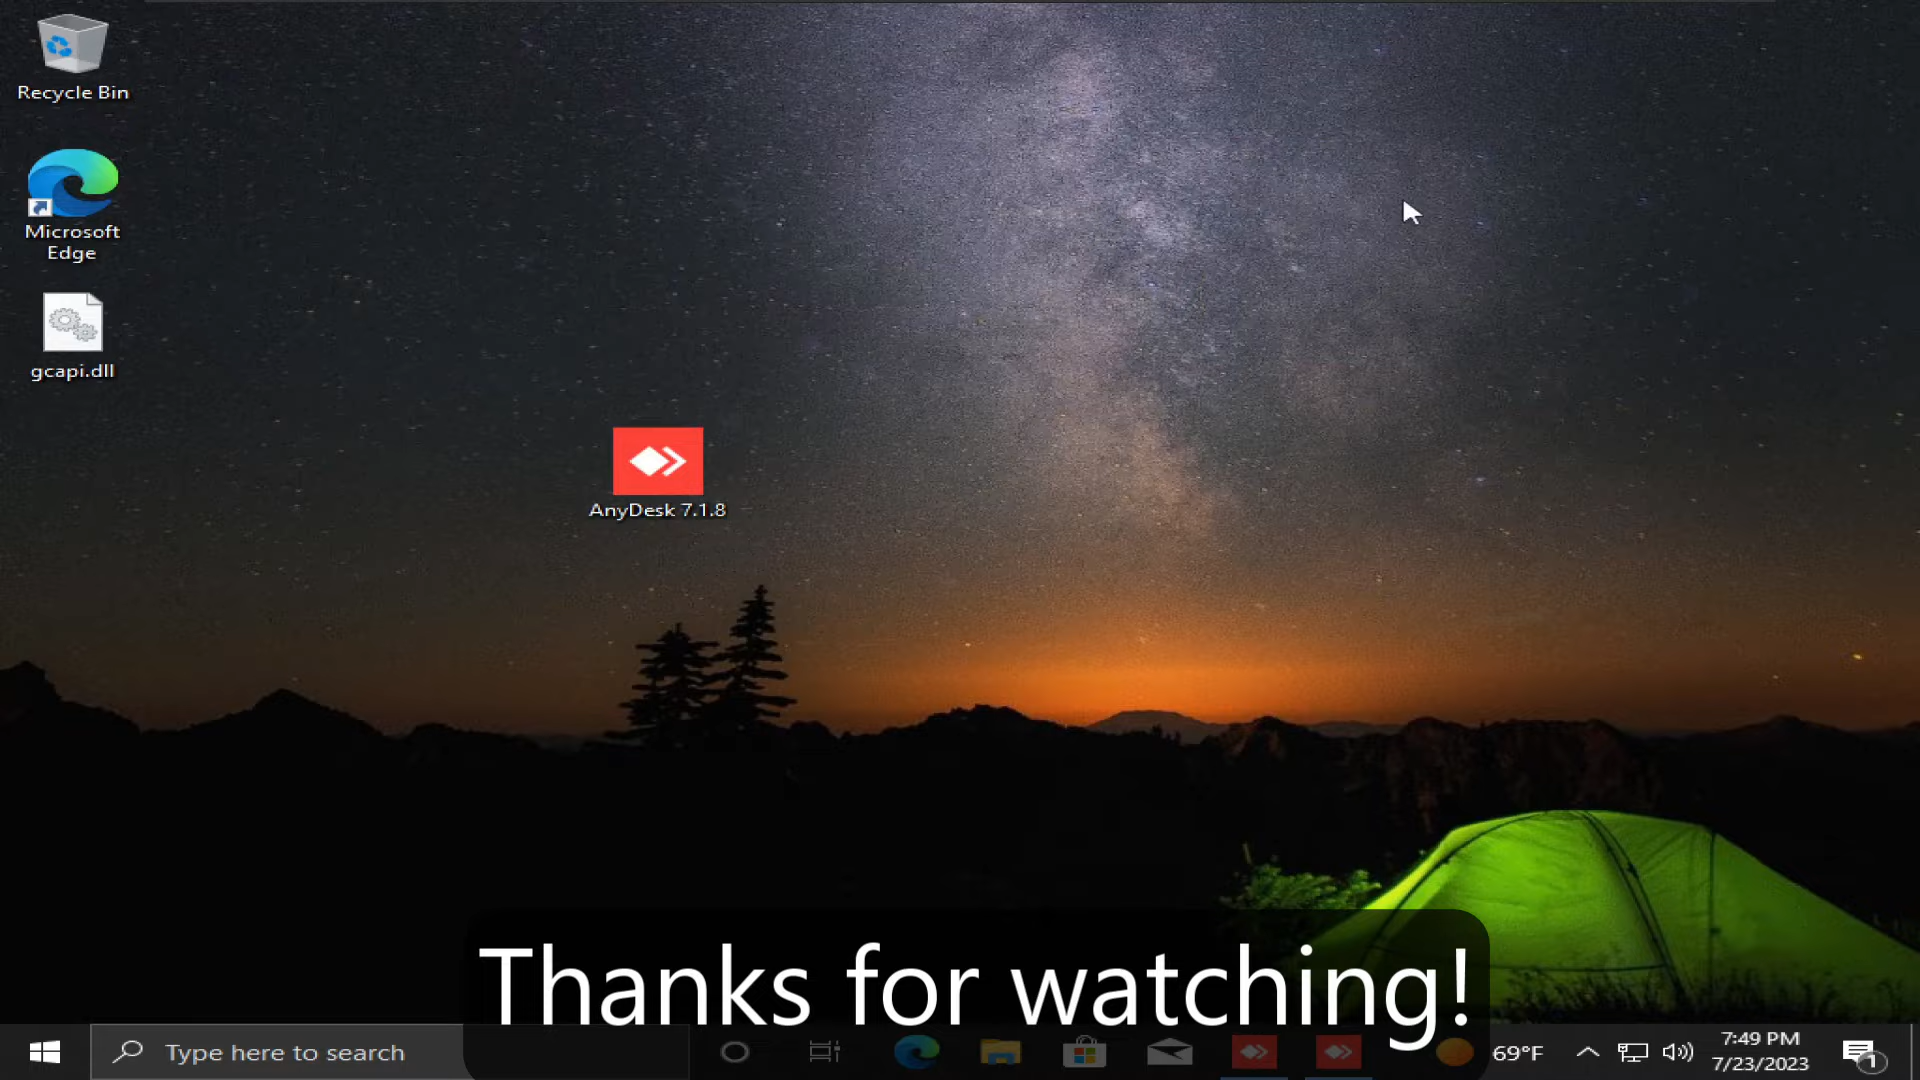 Recycle Bin
Microsoft
Edge
gcapi.dll
AnyDesk 7.1.8
Thanks for watching!
Type here to search
69°F
7:49 PM
7/23/2023
1